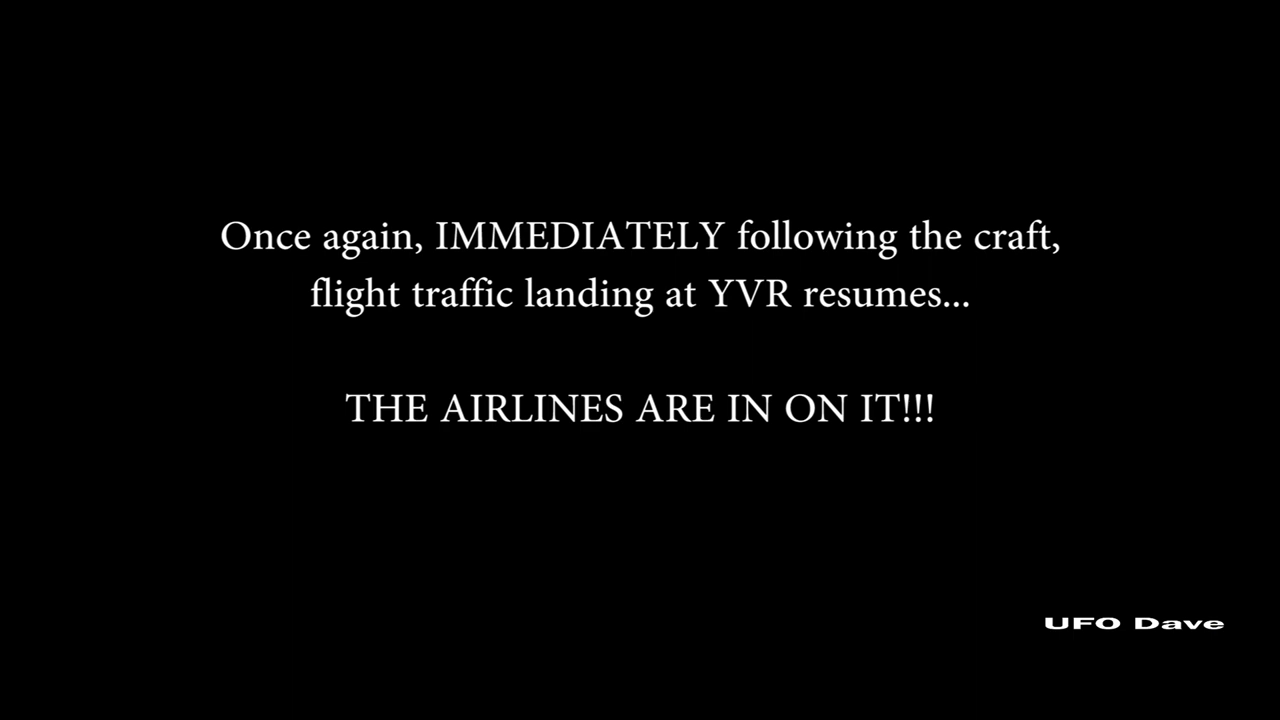 Once again, IMMEDIATELY following the craft,
flight traffic landing at YVR resumes...
THE AIRLINES ARE IN ON IT!!!
UFO Dave